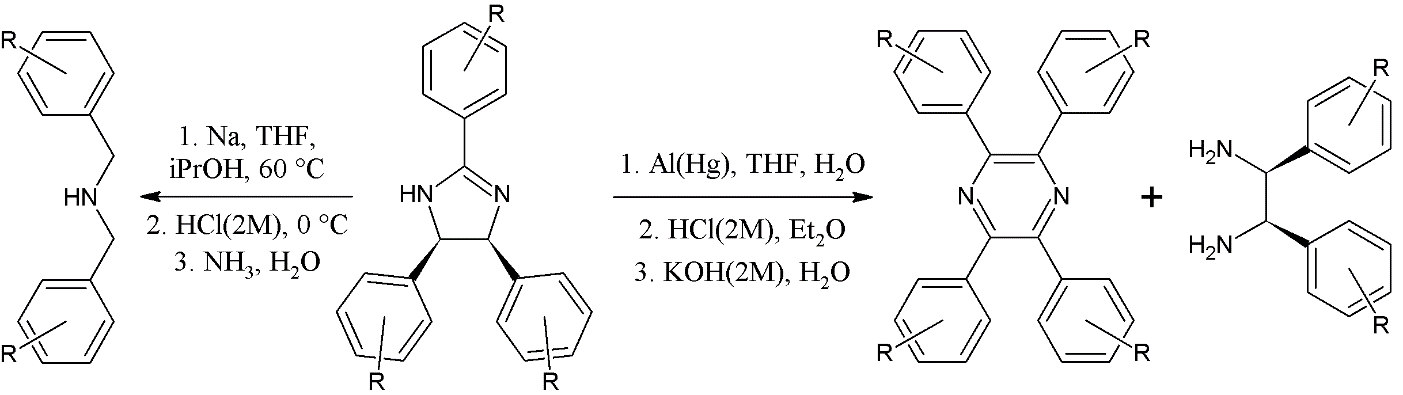 R
1. Na, THF,
iPrOH, 60 °C
2. HCl(2M), 0 °C
3. NH₃, H₂O
HN
R
R
HN
N
R
R
1. Al(Hg), THF, H₂O
2. HCl(2M), Et₂O
3. KOH(2M), H₂O
R
R
N
N
R
R
+
R
H₂N
H₂N
R